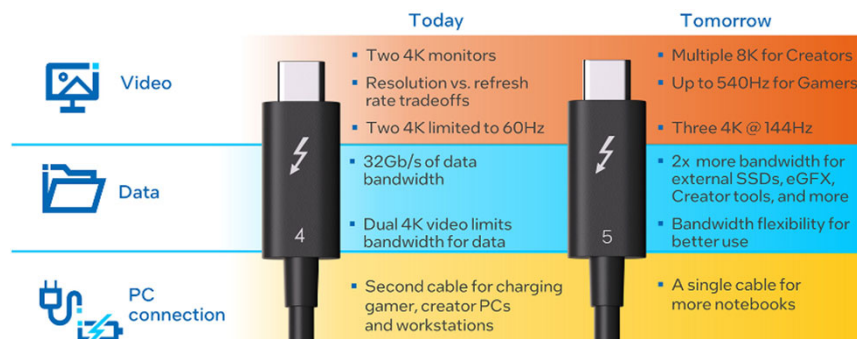 Today
Tomorrow
Video
▪ Two 4K monitors
▪ Resolution vs. refresh
rate tradeoffs
▪ Two 4K limited to 60Hz
▪ Multiple 8K for Creators
▪ Up to 540Hz for Gamers
▪ Three 4K @ 144Hz
Data
▪ 32Gb/s of data
bandwidth
▪ Dual 4K video limits
bandwidth for data
▪ 2x more bandwidth for
external SSDs, eGFX,
Creator tools, and more
▪ Bandwidth flexibility for
better use
4
5
PC
connection
▪ Second cable for charging
gamer, creator PCs
and workstations
▪ A single cable for
more notebooks